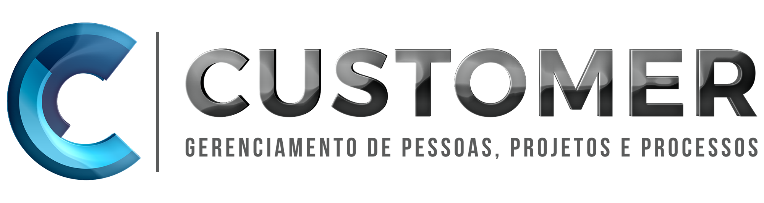 CUSTOMER
GERENCIAMENTO DE PESSOAS, PROJETOS E PROCESSOS